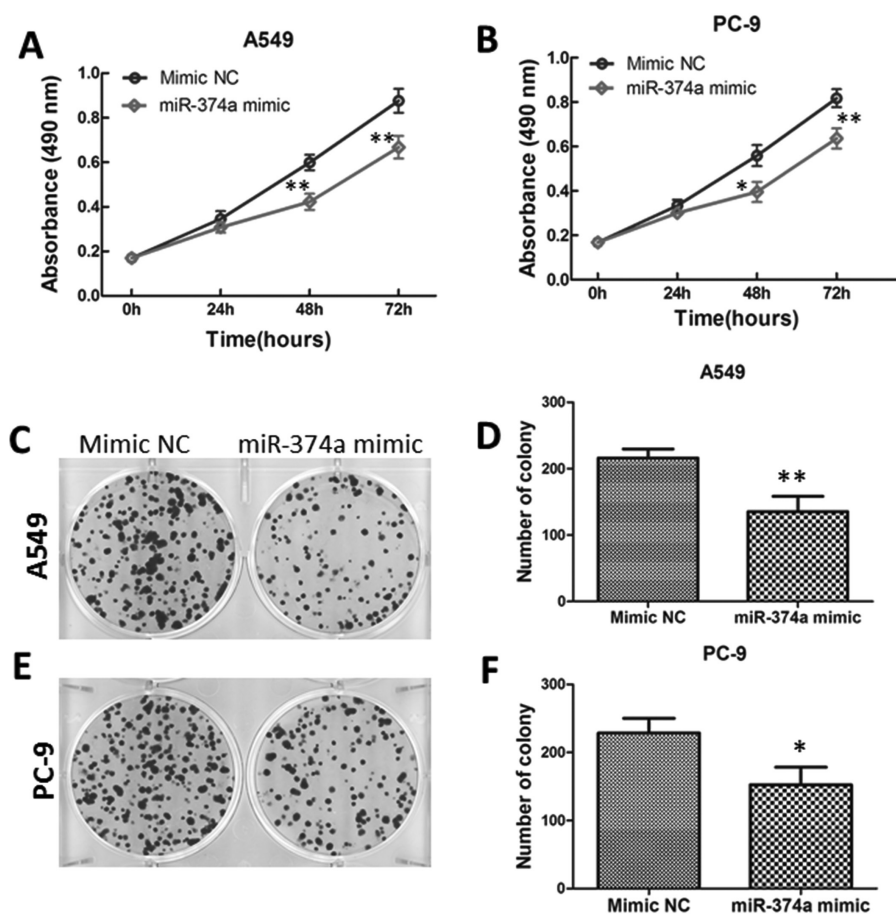 A
A549
Absorbance (490 nm)
1.0
0.8
0.6
0.4
0.2
0.0
Mimic NC
miR-374a mimic
**
**
0h 24h 48h 72h
Time(hours)
B
PC-9
Absorbance (490 nm)
1.0
0.8
0.6
0.4
0.2
0.0
Mimic NC
miR-374a mimic
*
**
0h 24h 48h 72h
Time(hours)
C
Mimic NC miR-374a mimic
A549
D
A549
Number of colony
300
200
100
0
**
Mimic NC miR-374a mimic
E
PC-9
F
PC-9
Number of colony
300
200
100
0
*
Mimic NC miR-374a mimic